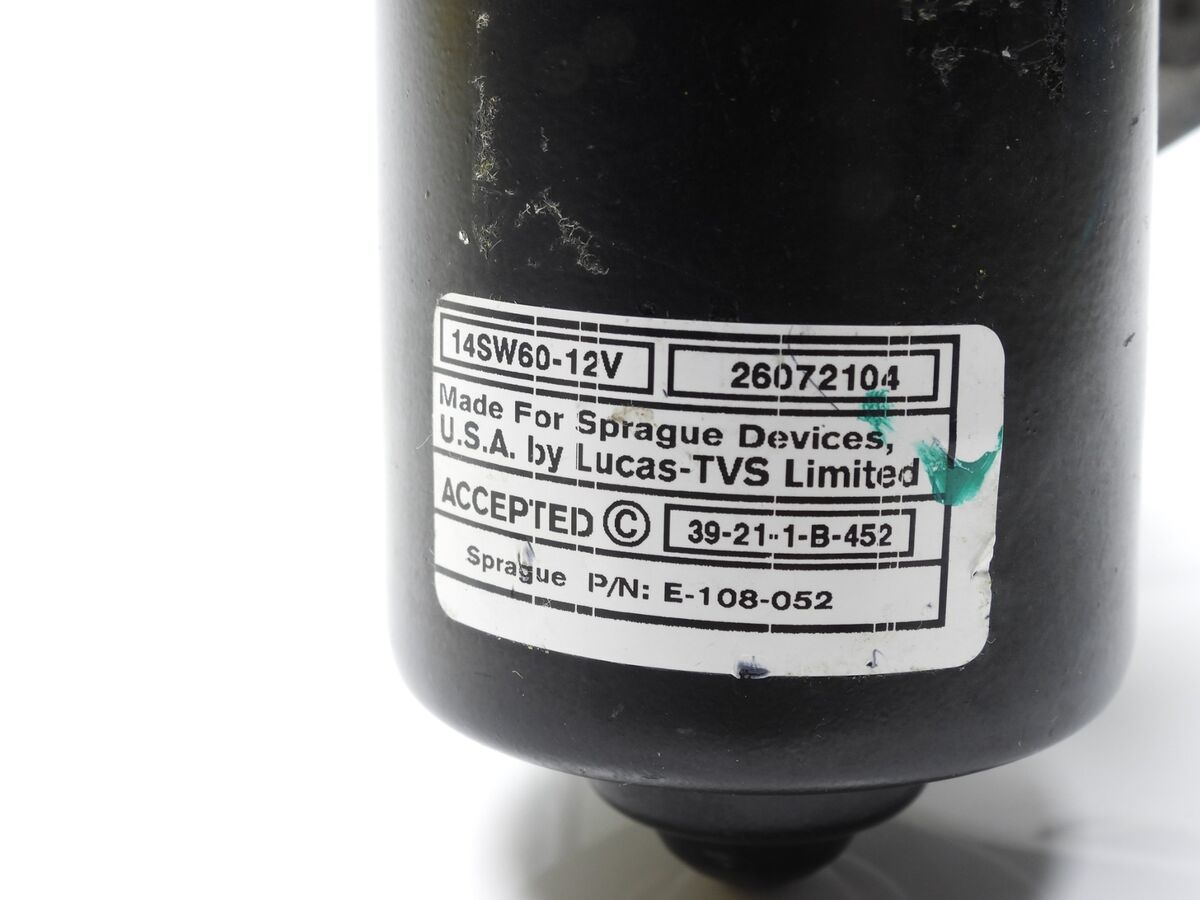 14SW60-12V 26072104
Made For Sprague Devices,
U.S.A. by Lucas-TVS Limited
ACCEPTED © 39-21-1-B-452
Sprague P/N: E-108-052